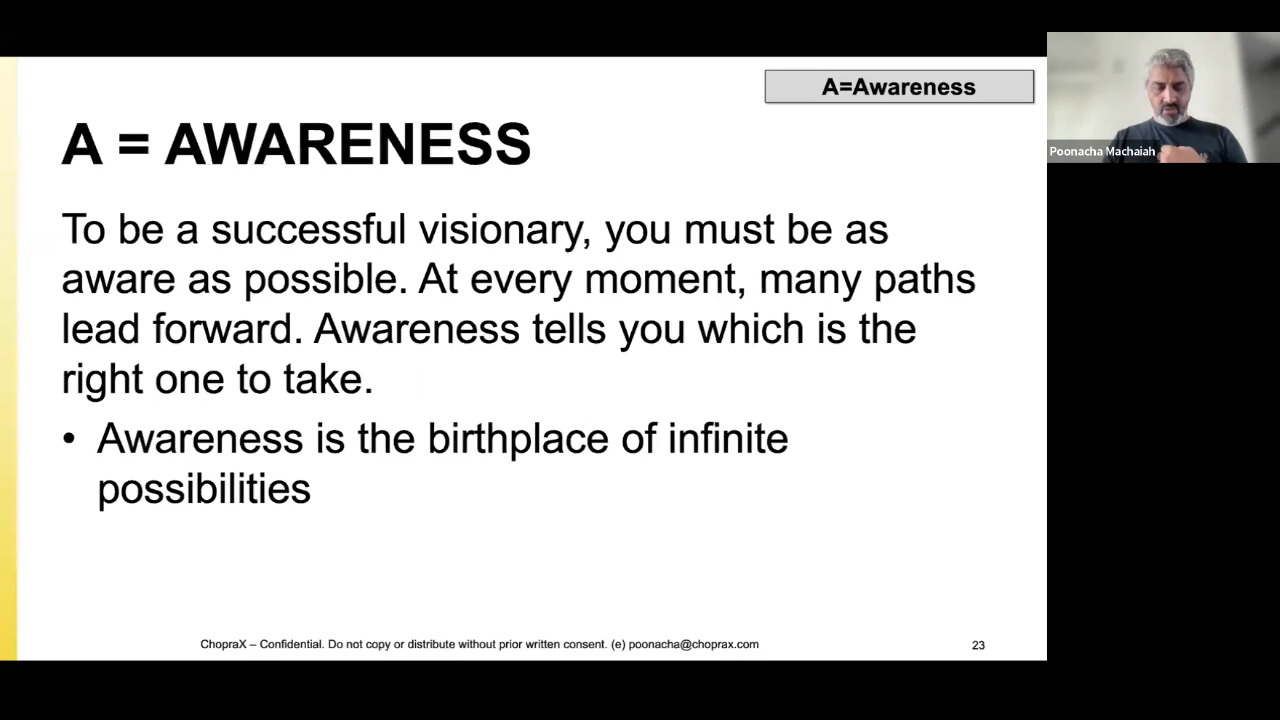 A=Awareness
A = AWARENESS
To be a successful visionary, you must be as
aware as possible. At every moment, many paths
lead forward. Awareness tells you which is the
right one to take.
• Awareness is the birthplace of infinite
possibilities
ChopraX – Confidential. Do not copy or distribute without prior written consent. (e) poonacha@choprax.com
23
Poonacha Machaiah